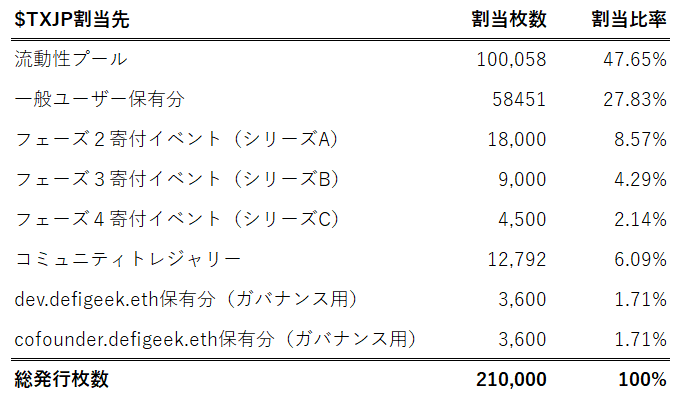 $TXJP割当先 割当枚数 割当比率
流動性プール 100,058 47.65%
一般ユーザー保有分 58451 27.83%
フェーズ２寄付イベント（シリーズA） 18,000 8.57%
フェーズ３寄付イベント（シリーズB） 9,000 4.29%
フェーズ４寄付イベント（シリーズC） 4,500 2.14%
コミュニティトレジャリー 12,792 6.09%
dev.defigeek.eth保有分（ガバナンス用） 3,600 1.71%
cofounder.defigeek.eth保有分（ガバナンス用） 3,600 1.71%
総発行枚数 210,000 100%